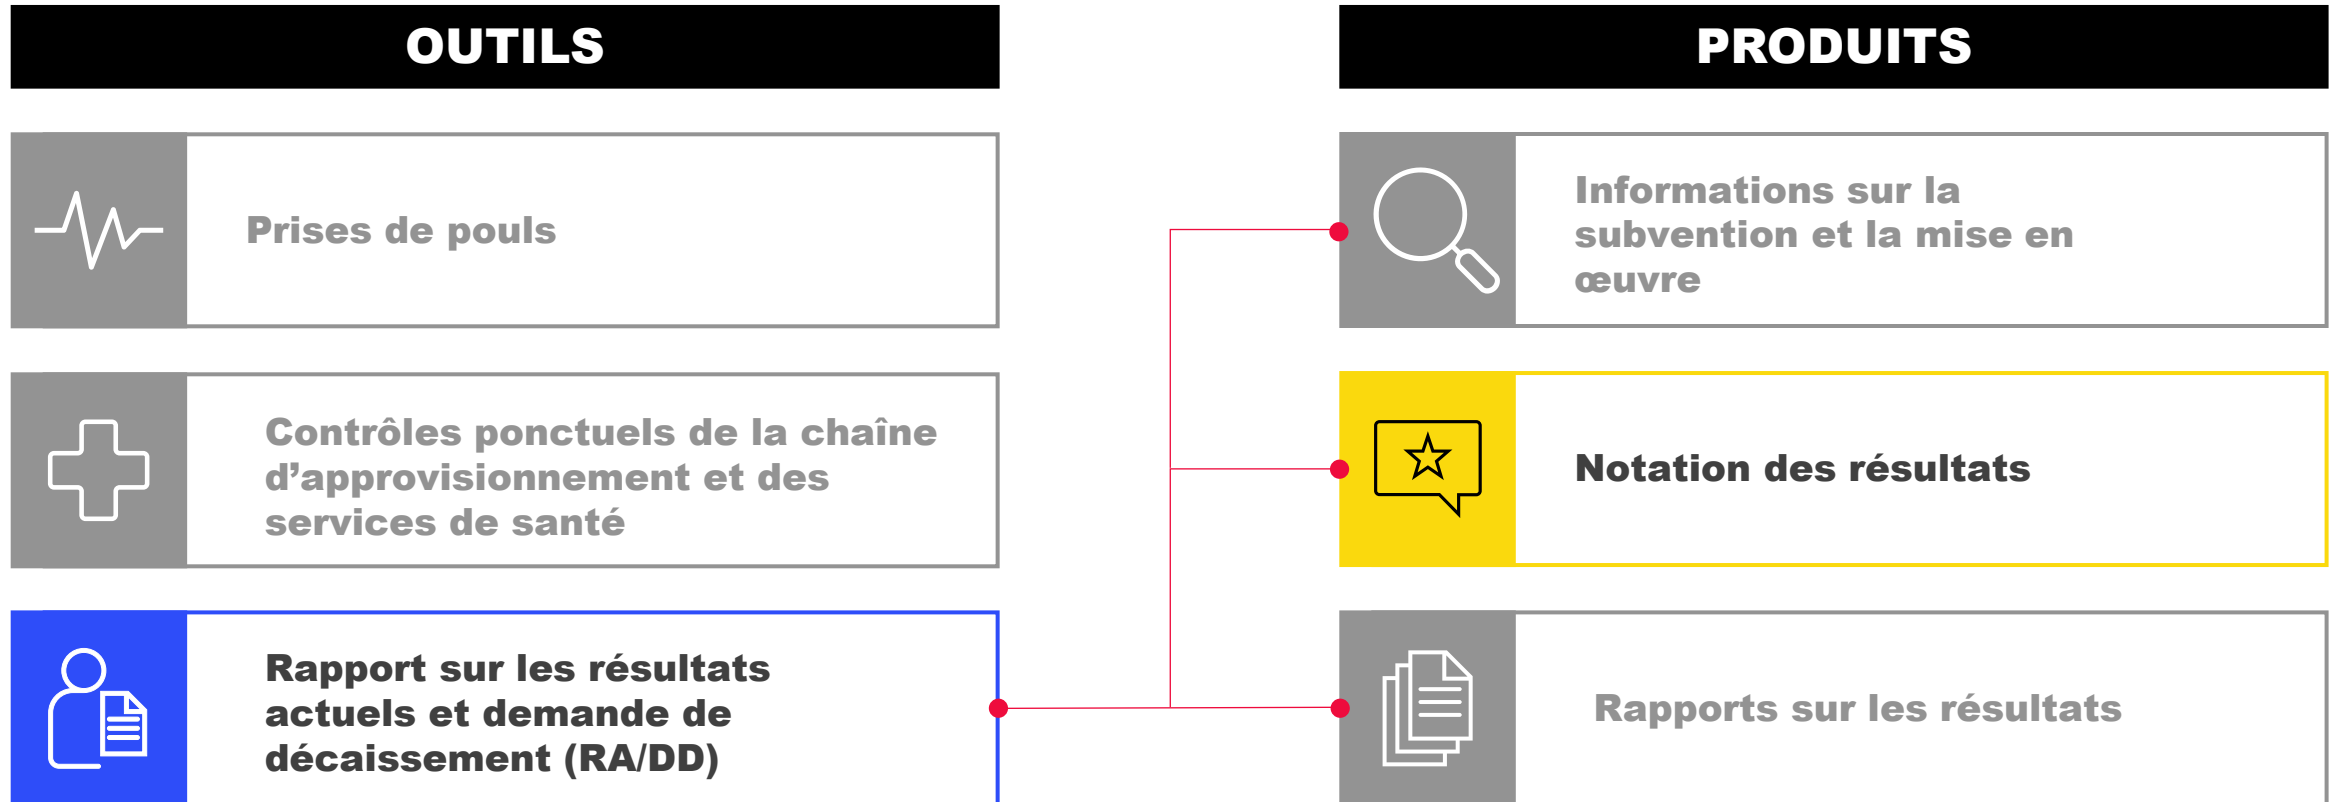 OUTILS
PRODUITS
Prises de pouls
Informations sur la
subvention et la mise en
œuvre
Contrôles ponctuels de la chaîne
d’approvisionnement et des
services de santé
Notation des résultats
Rapport sur les résultats
actuels et demande de
décaissement (RA/DD)
Rapports sur les résultats